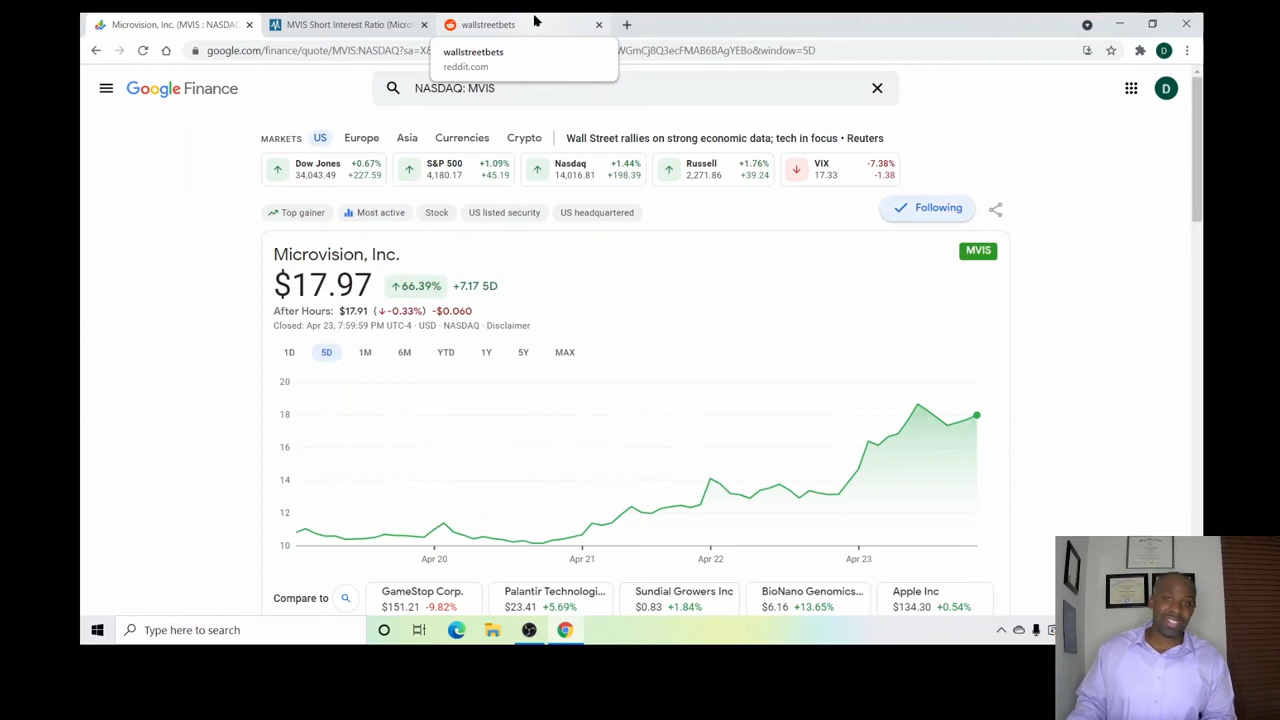 Microvision, Inc. (MVIS : NASDAQ
MVIS Short Interest Ratio (Micro
wallstreetbets
google.com/finance/quote/MVIS:NASDAQ?sa=X&
WGmCj8Q3ecFMAB6BAgYEBo&window=5D
D
wallstreetbets
reddit.com
Google Finance
NASDAQ: MVIS
D
MARKETS US Europe Asia Currencies Crypto
Wall Street rallies on strong economic data; tech in focus • Reuters
Dow Jones +0.67%
34,043.49 +227.59
S&P 500 +1.09%
4,180.17 +45.19
Nasdaq +1.44%
14,016.81 +198.39
Russell +1.76%
2,271.86 +39.24
VIX -7.38%
17.33 -1.38
Top gainer
Most active
Stock
US listed security
US headquartered
Following
Microvision, Inc.
MVIS
$17.97 ↑66.39% +7.17 5D
After Hours: $17.91 (↓-0.33%) -$0.060
Closed: Apr 23, 7:59:59 PM UTC-4 · USD · NASDAQ · Disclaimer
1D 5D 1M 6M YTD 1Y 5Y MAX
20
18
16
14
12
10
Apr 20 Apr 21 Apr 22 Apr 23
Compare to
GameStop Corp.
$151.21 -9.82%
Palantir Technologi...
$23.41 +5.69%
Sundial Growers Inc
$0.83 +1.84%
BioNano Genomics...
$6.16 +13.65%
Apple Inc
$134.30 +0.54%
Type here to search